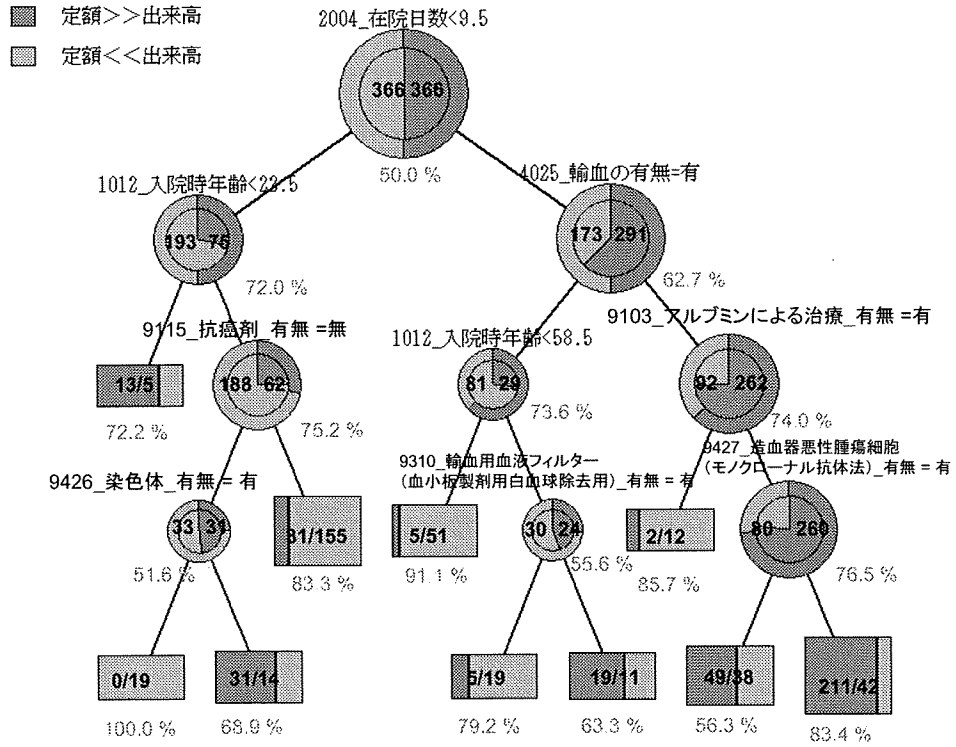 定額>>出来高
定額<<出来高
2004_在院日数<9.5
366 366
50.0 %
1012_入院時年齢<23.5
193 75
72.0 %
4025_輸血の有無=有
173 291
62.7 %
9115_抗癌剤_有無 =無
13/5
72.2 %
188 62
75.2 %
1012_入院時年齢<58.5
81 29
73.6 %
9103_アルブミンによる治療_有無 =有
92 262
74.0 %
9426_染色体_有無 = 有
33 31
51.6 %
31/155
83.3 %
9310_輸血用血液フィルター
(血小板製剤用白血球除去用)_有無 = 有
5/51
91.1 %
30 24
55.6 %
9427_造血器悪性腫瘍細胞
(モノクローナル抗体法)_有無 = 有
2/12
85.7 %
80 260
76.5 %
0/19
100.0 %
31/14
68.9 %
5/19
79.2 %
19/11
63.3 %
49/38
56.3 %
211/42
83.4 %